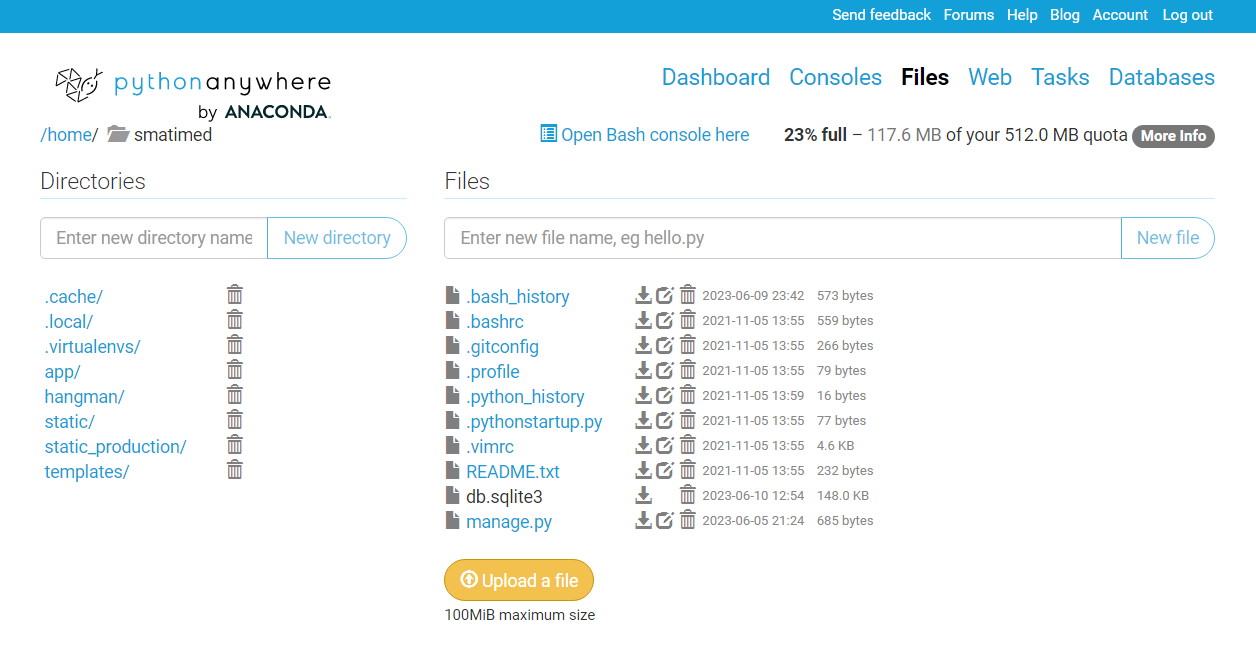 Send feedback Forums Help Blog Account Log out
pythonanywhere
by ANACONDA.
Dashboard Consoles Files Web Tasks Databases
/home/ smatimed
Open Bash console here
23% full – 117.6 MB of your 512.0 MB quota More Info
Directories
Enter new directory name New directory
.cache/
.local/
.virtualenvs/
app/
hangman/
static/
static_production/
templates/
Files
Enter new file name, eg hello.py New file
.bash_history 2023-06-09 23:42 573 bytes
.bashrc 2021-11-05 13:55 559 bytes
.gitconfig 2021-11-05 13:55 266 bytes
.profile 2021-11-05 13:55 79 bytes
.python_history 2021-11-05 13:59 16 bytes
.pythonstartup.py 2021-11-05 13:55 77 bytes
.vimrc 2021-11-05 13:55 4.6 KB
README.txt 2021-11-05 13:55 232 bytes
db.sqlite3 2023-06-10 12:54 148.0 KB
manage.py 2023-06-05 21:24 685 bytes
Upload a file
100MiB maximum size